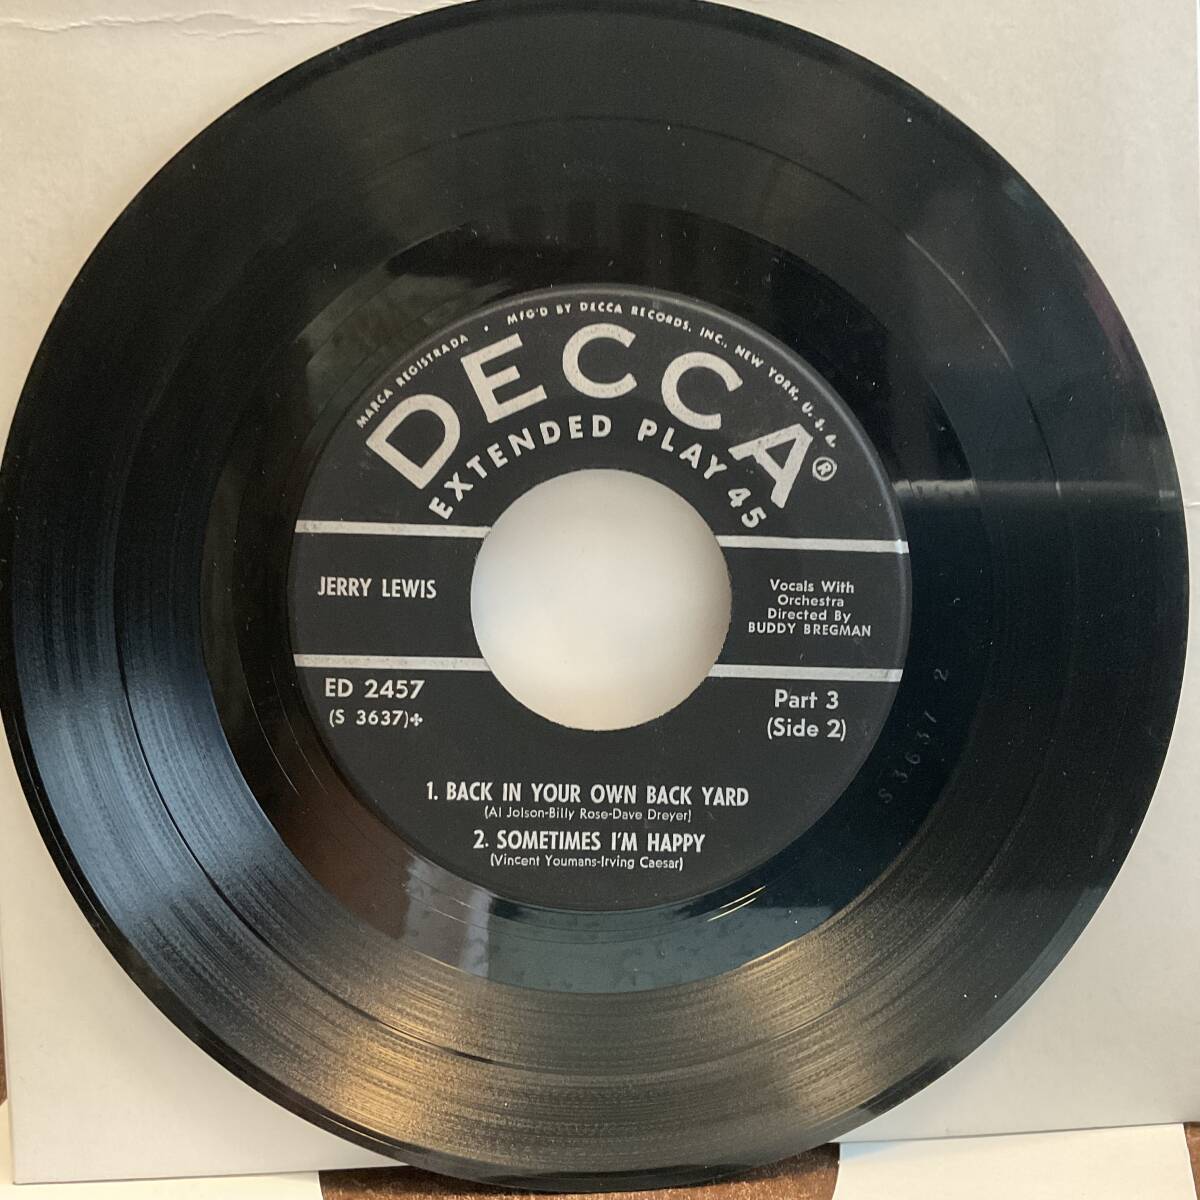 MARCA REGISTRADA • MFG'D BY DECCA RECORDS, INC., NEW YORK, U. S. A.
DECCA®
EXTENDED PLAY 45
JERRY LEWIS
Vocals With
Orchestra
Directed By
BUDDY BREGMAN
ED 2457
(S 3637)✤
Part 3
(Side 2)
1. BACK IN YOUR OWN BACK YARD
(Al Jolson-Billy Rose-Dave Dreyer)
2. SOMETIMES I'M HAPPY
(Vincent Youmans-Irving Caesar)
S 3637 2